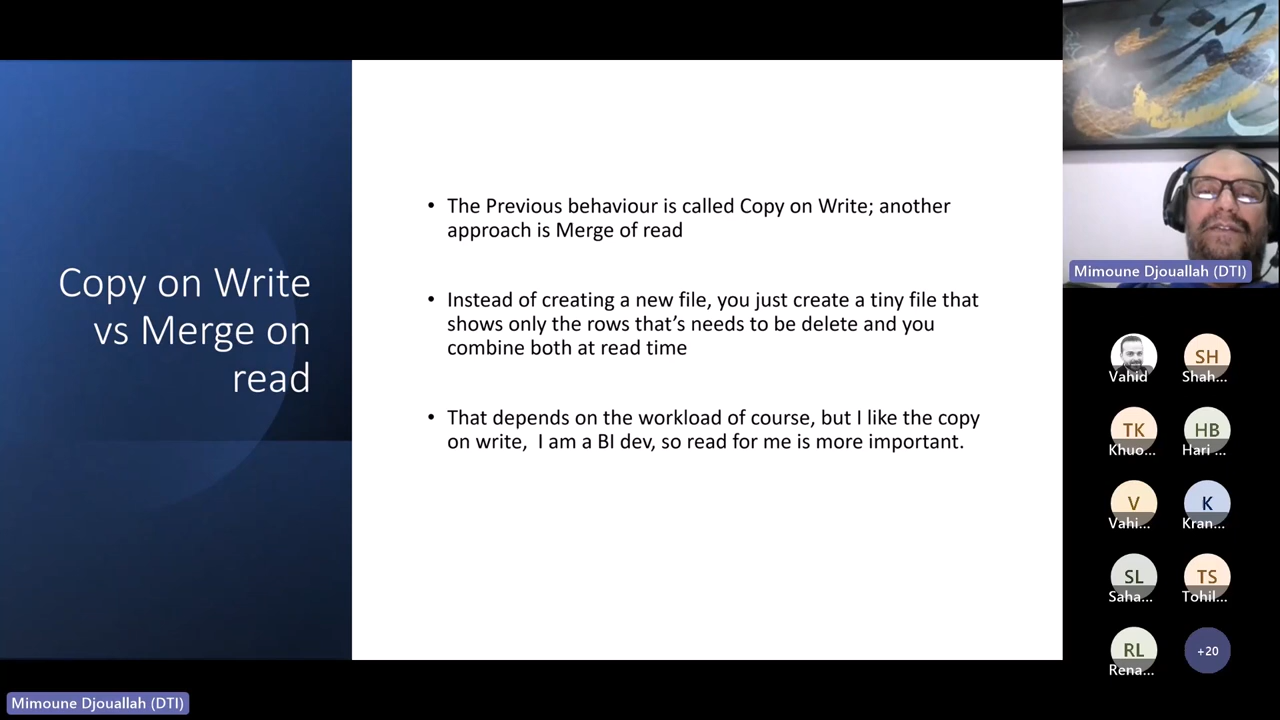 Copy on Write
vs Merge on
read
• The Previous behaviour is called Copy on Write; another
approach is Merge of read
• Instead of creating a new file, you just create a tiny file that
shows only the rows that’s needs to be delete and you
combine both at read time
• That depends on the workload of course, but I like the copy
on write,  I am a BI dev, so read for me is more important.
Mimoune Djouallah (DTI)
Vahid
SH
Shah...
TK
Khuo...
HB
Hari ...
V
Vahi...
K
Kran...
SL
Saha...
TS
Tohil...
RL
Rena...
+20
Mimoune Djouallah (DTI)